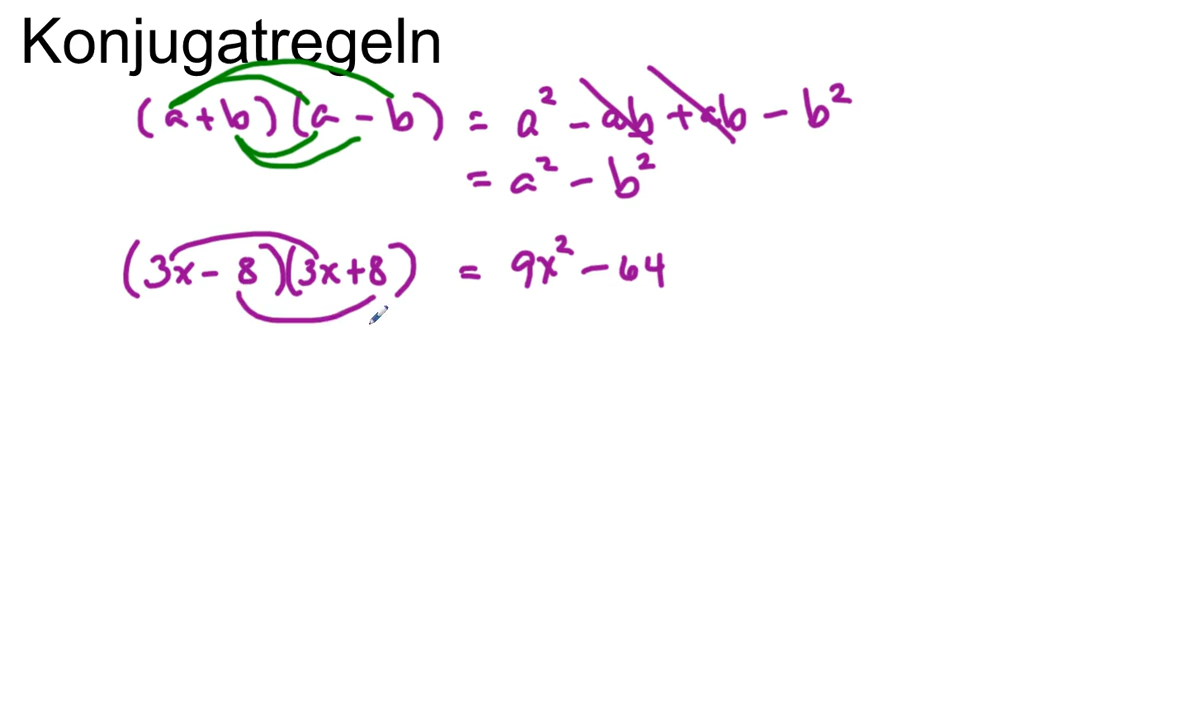 Konjugatregeln
(a+b)(a-b) = a² - ab + ab - b²
= a² - b²
(3x - 8)(3x+8) = 9x² - 64